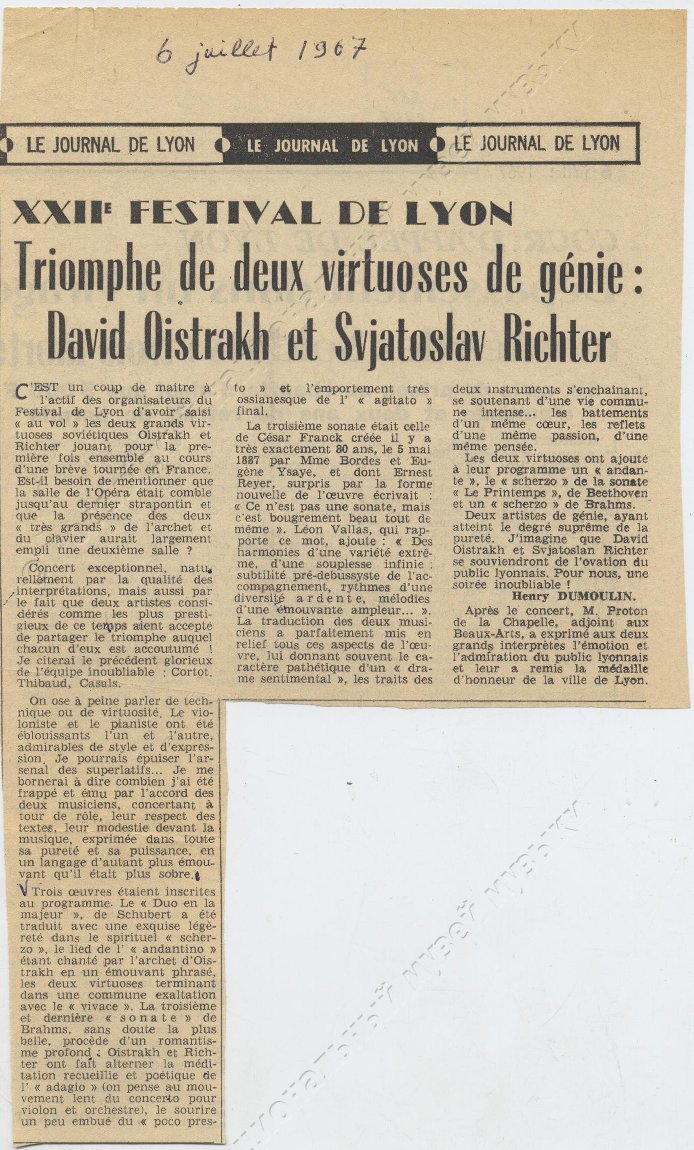 6 juillet 1967
LE JOURNAL DE LYON LE JOURNAL DE LYON LE JOURNAL DE LYON
XXIIe FESTIVAL DE LYON
Triomphe de deux virtuoses de génie :
David Oistrakh et Svjatoslav Richter
C'EST un coup de maître à
l'actif des organisateurs du
Festival de Lyon d'avoir saisi
« au vol » les deux grands vir-
tuoses soviétiques Oistrakh et
Richter jouant pour la pre-
mière fois ensemble au cours
d'une brève tournée en France.
Est-il besoin de mentionner que
la salle de l'Opéra était comble
jusqu'au dernier strapontin et
que la présence des deux
« très grands » de l'archet et
du clavier aurait largement
empli une deuxième salle ?
Concert exceptionnel, natu-
rellement par la qualité des
interprétations, mais aussi par
le fait que deux artistes consi-
dérés comme les plus presti-
gieux de ce temps aient accepté
de partager le triomphe auquel
chacun d'eux est accoutumé !
Je citerai le précédent glorieux
de l'équipe inoubliable : Cortot,
Thibaud, Casals.
On ose à peine parler de tech-
nique ou de virtuosité. Le vio-
loniste et le pianiste ont été
éblouissants l'un et l'autre,
admirables de style et d'expres-
sion. Je pourrais épuiser l'ar-
senal des superlatifs... Je me
bornerai à dire combien j'ai été
frappé et ému par l'accord des
deux musiciens, concertant à
tour de rôle, leur respect des
textes, leur modestie devant la
musique, exprimée dans toute
sa pureté et sa puissance, en
un langage d'autant plus émou-
vant qu'il était plus sobre.
Trois œuvres étaient inscrites
au programme. Le « Duo en la
majeur », de Schubert a été
traduit avec une exquise légè-
reté dans le spirituel « scher-
zo », le lied de l' « andantino »
étant chanté par l'archet d'Ois-
trakh en un émouvant phrasé,
les deux virtuoses terminant
dans une commune exaltation
avec le « vivace ». La troisième
et dernière « sonate » de
Brahms, sans doute la plus
belle, procède d'un romantis-
me profond : Oistrakh et Rich-
ter ont fait alterner la médi-
tation recueillie et poétique de
l' « adagio » (on pense au mou-
vement lent du concerto pour
violon et orchestre), le sourire
un peu embué du « poco pres-
to » et l'emportement très
ossianesque de l' « agitato »
final.
La troisième sonate était celle
de César Franck créée il y a
très exactement 80 ans, le 5 mai
1887 par Mme Bordes et Eu-
gène Ysaye, et dont Ernest
Reyer, surpris par la forme
nouvelle de l'œuvre écrivait :
« Ce n'est pas une sonate, mais
c'est bougrement beau tout de
même ». Léon Vallas, qui rap-
porte ce mot, ajoute : « Des
harmonies d'une variété extrê-
me, d'une souplesse infinie :
subtilité pré-debussyste de l'ac-
compagnement, rythmes d'une
diversité ardente, mélodies
d'une émouvante ampleur... ».
La traduction des deux musi-
ciens a parfaitement mis en
relief tous ces aspects de l'œu-
vre, lui donnant souvent le ca-
ractère pathétique d'un « dra-
me sentimental », les traits des
deux instruments s'enchaînant,
se soutenant d'une vie commu-
ne intense... les battements
d'un même cœur, les reflets
d'une même passion, d'une
même pensée.
Les deux virtuoses ont ajouté
à leur programme un « andan-
te », le « scherzo » de la sonate
« Le Printemps », de Beethoven
et un « scherzo » de Brahms.
Deux artistes de génie, ayant
atteint le degré suprême de la
pureté. J'imagine que David
Oistrakh et Svjatoslan Richter
se souviendront de l'ovation du
public lyonnais. Pour nous, une
soirée inoubliable !
Henry DUMOULIN.
Après le concert, M. Proton
de la Chapelle, adjoint aux
Beaux-Arts, a exprimé aux deux
grands interprètes l'émotion et
l'admiration du public lyonnais
et leur a remis la médaille
d'honneur de la ville de Lyon.